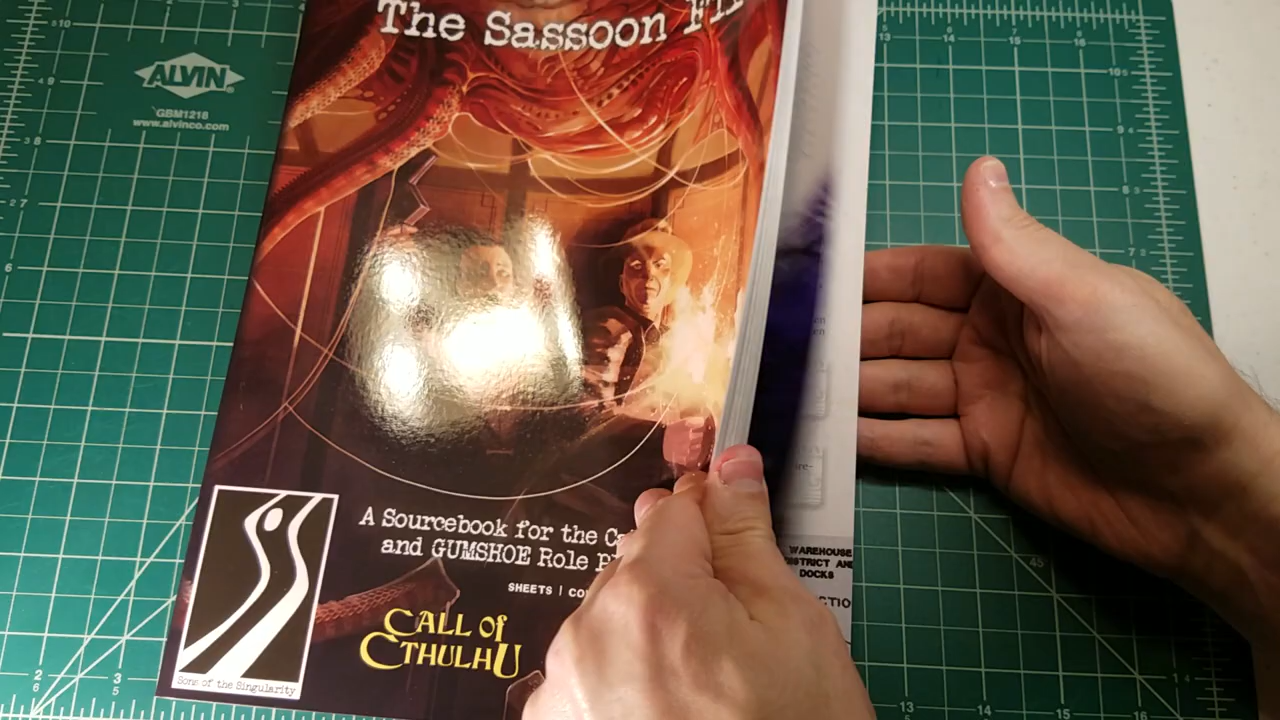 The Sassoon
ALVIN
GBM1218
www.alvinco.com
A Sourcebook for the
and GUMSHOE Role
SHEETS |
CALL of
CTHULHU
Sons of the Singularity
WAREHOUSE
DISTRICT AND
DOCKS